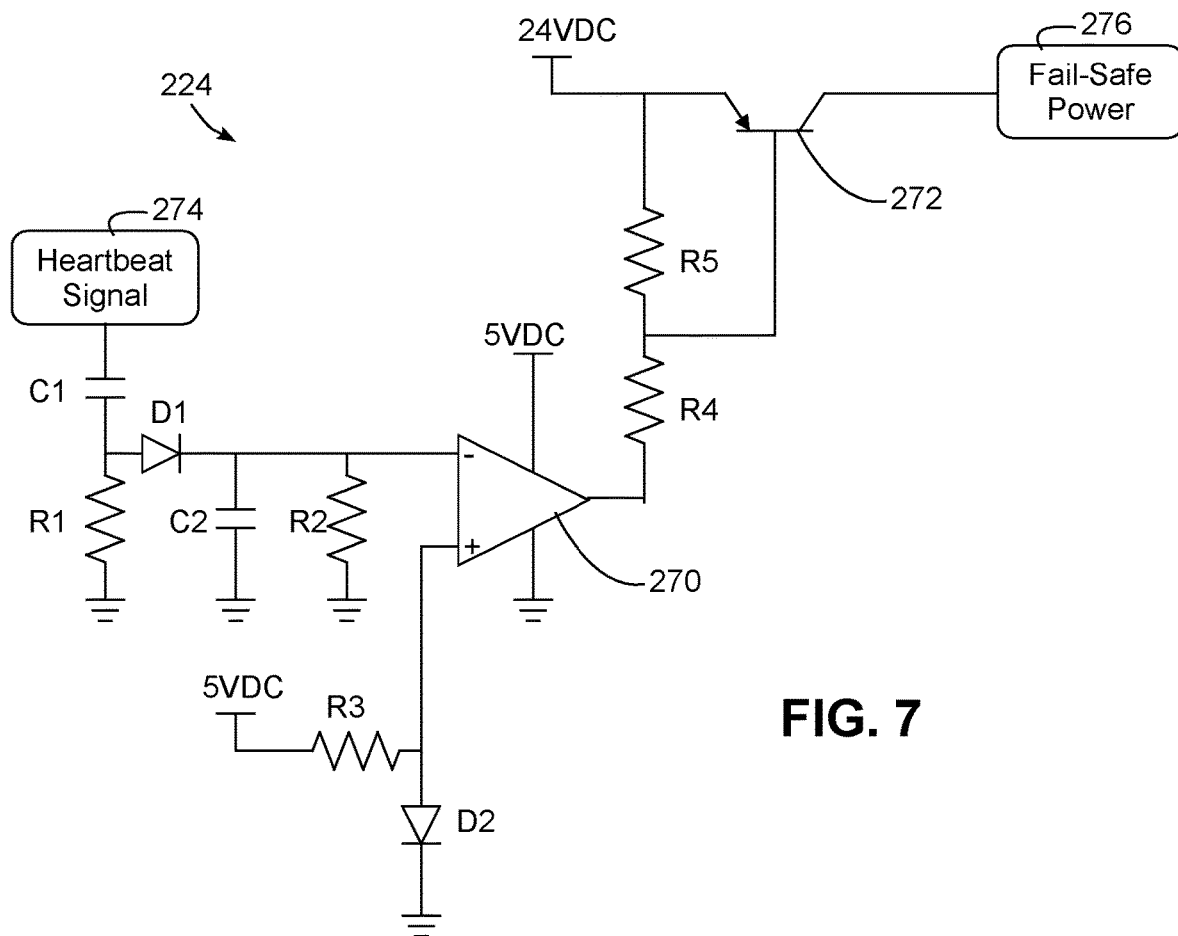 24VDC
276
Fail-Safe
Power
224
272
274
Heartbeat
Signal
R5
5VDC
C1
D1
R4
-
R1
C2
R2
+
270
5VDC
R3
FIG. 7
D2